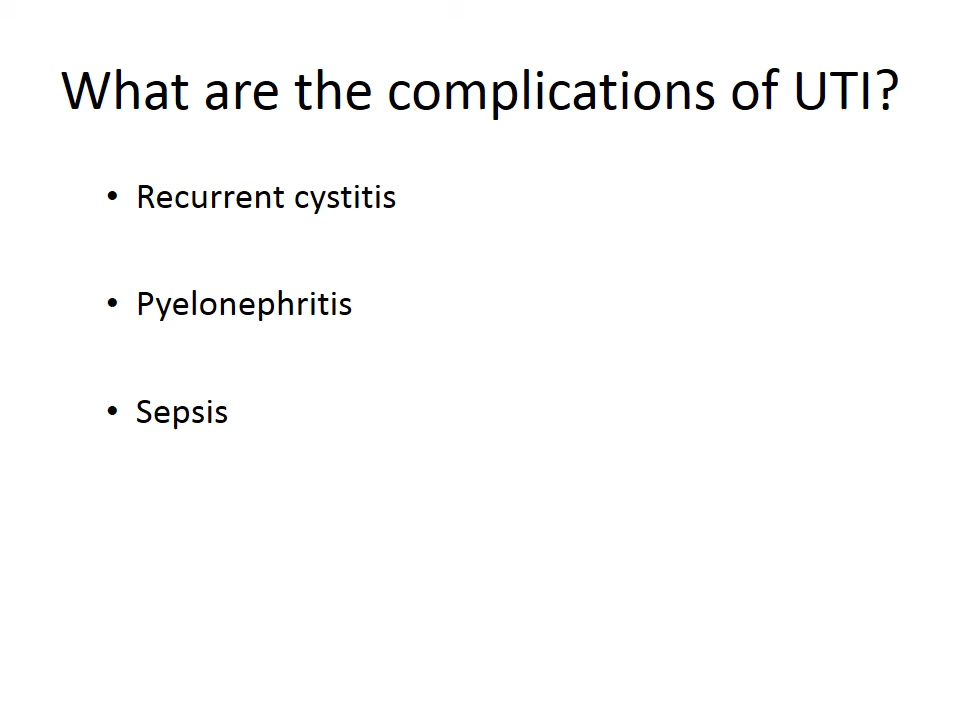 What are the complications of UTI?
• Recurrent cystitis
• Pyelonephritis
• Sepsis